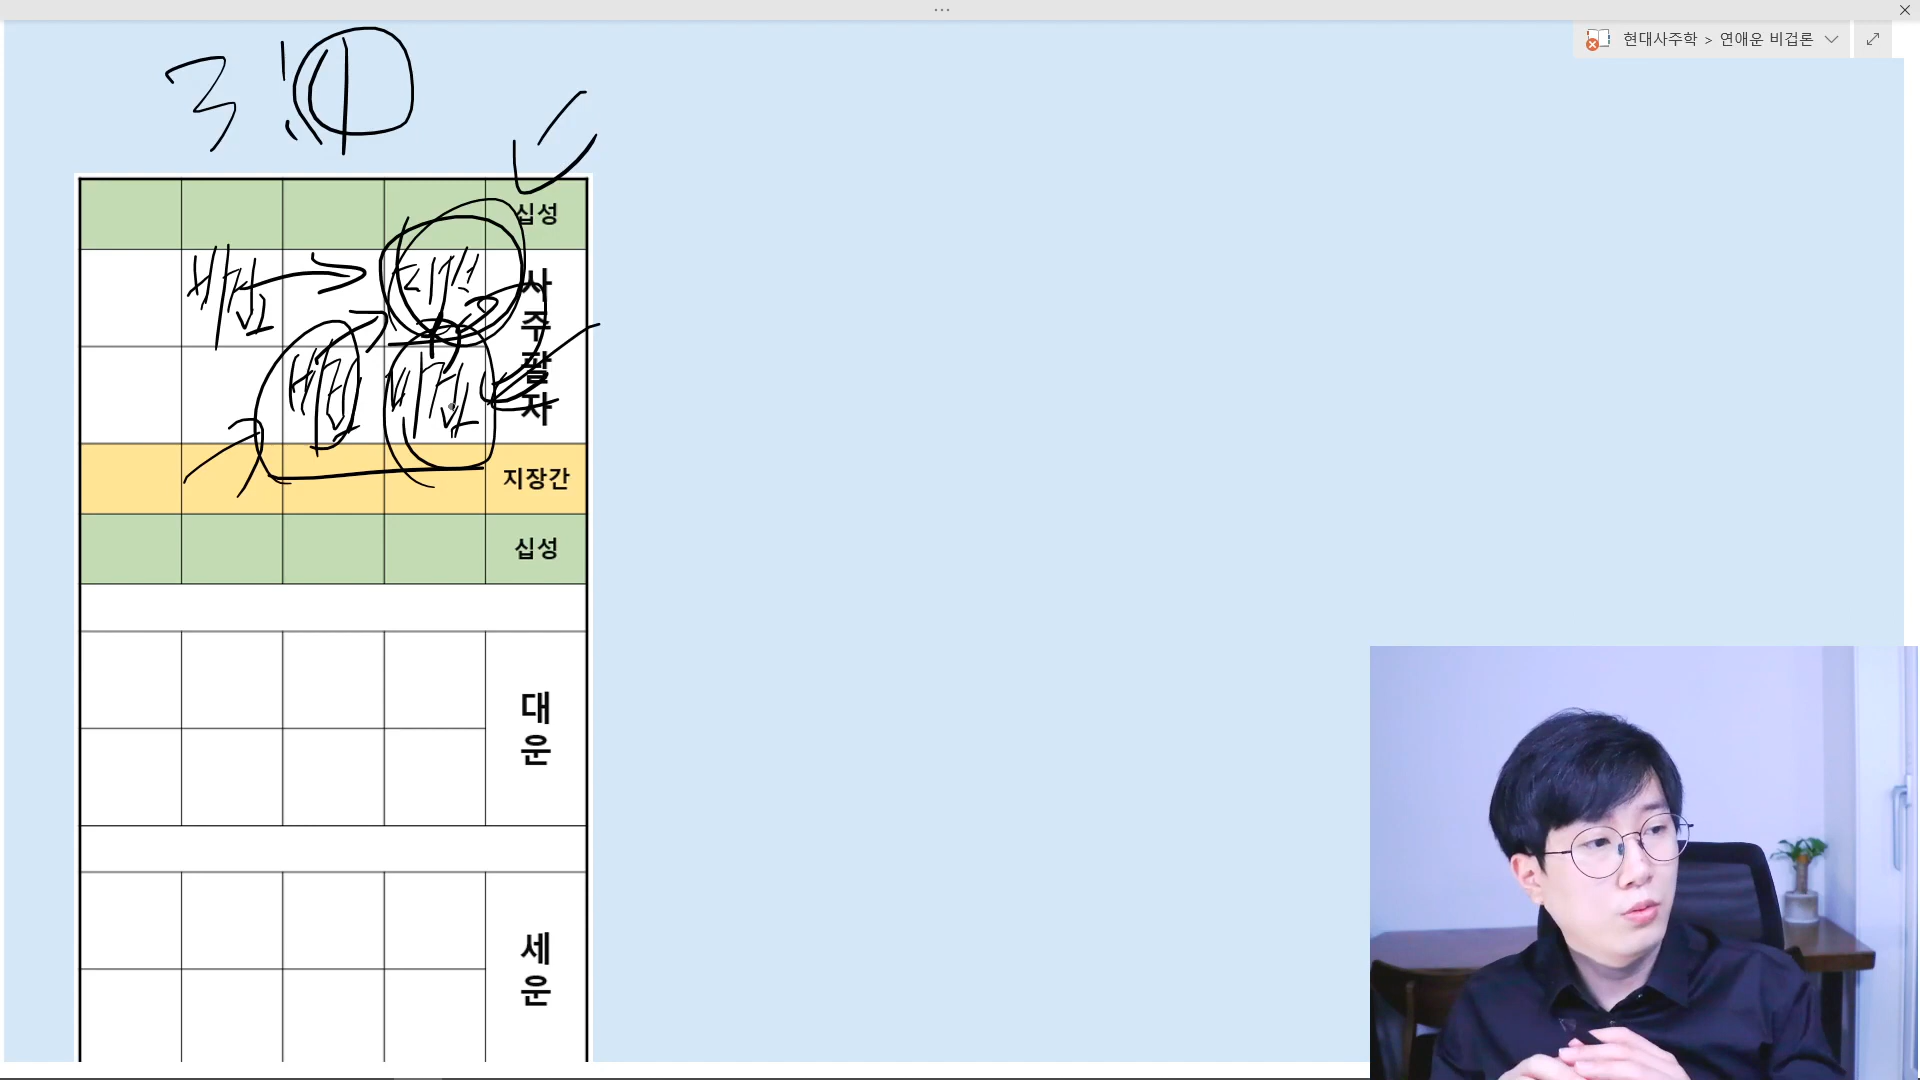 현대사주학 > 연애운 비겁론
십성
비겁
사주팔자
비겁 비겁
지장간
십성
대운
세운